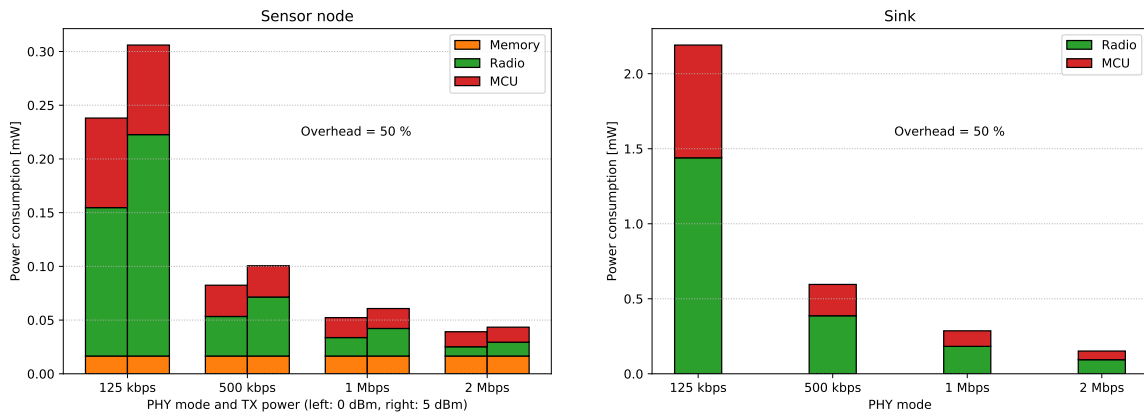 Sensor node
Power consumption [mW]
0.30
0.25
0.20
0.15
0.10
0.05
0.00
Memory
Radio
MCU
Overhead = 50 %
125 kbps
500 kbps
1 Mbps
2 Mbps
PHY mode and TX power (left: 0 dBm, right: 5 dBm)
Sink
Power consumption [mW]
2.0
1.5
1.0
0.5
0.0
Radio
MCU
Overhead = 50 %
125 kbps
500 kbps
1 Mbps
2 Mbps
PHY mode